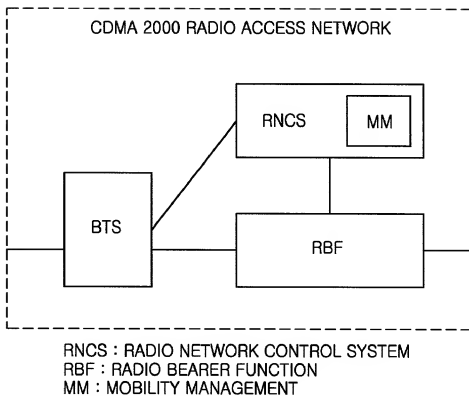 CDMA 2000 RADIO ACCESS NETWORK
RNCS
MM
BTS
RBF
RNCS : RADIO NETWORK CONTROL SYSTEM
RBF : RADIO BEARER FUNCTION
MM : MOBILITY MANAGEMENT